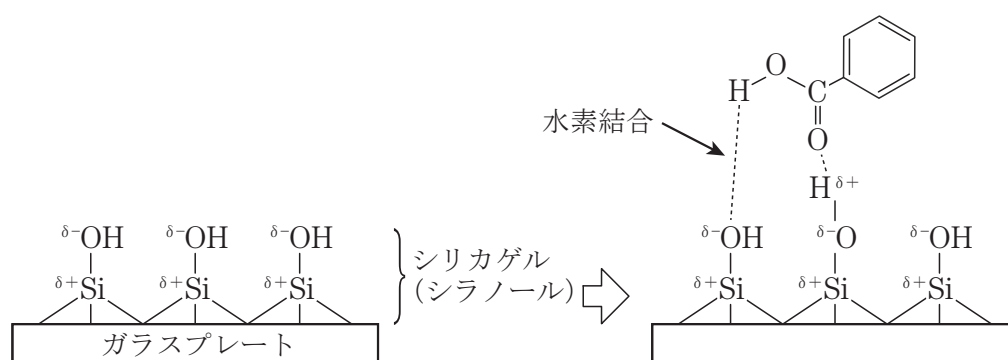 δ−OH δ−OH δ−OH
δ+Si δ+Si δ+Si
ガラスプレート
シリカゲル
(シラノール)
水素結合
H O C
O
Hδ+
δ−OH δ−O δ−OH
δ+Si δ+Si δ+Si